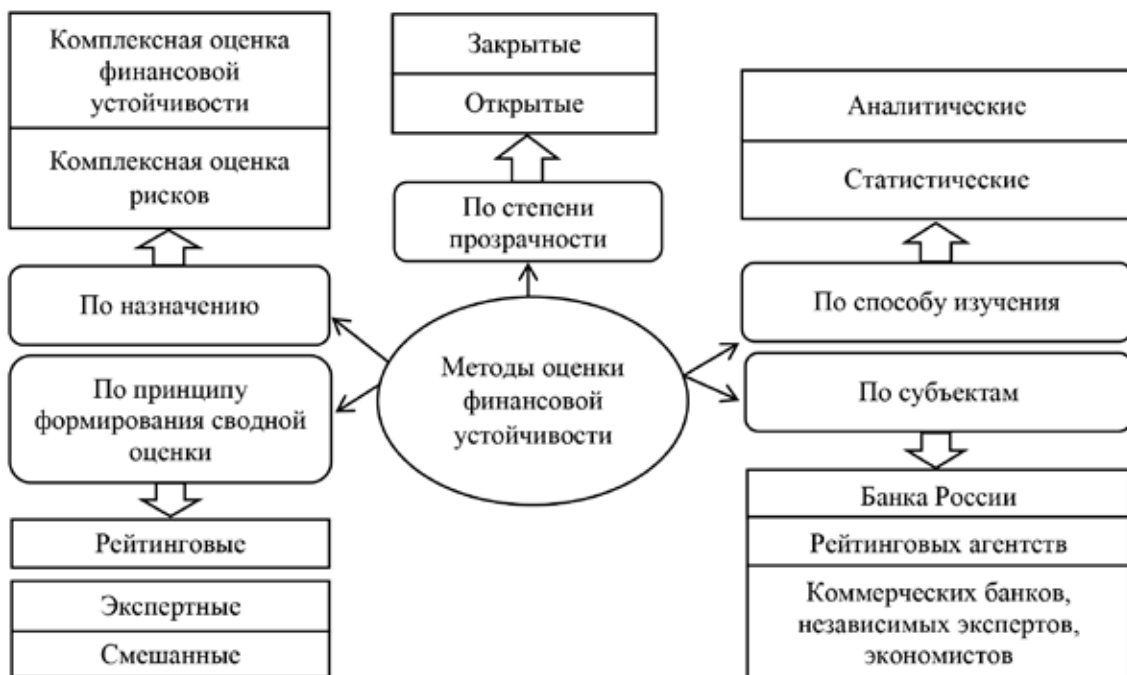 Комплексная оценка
финансовой
устойчивости
Комплексная оценка
рисков
По назначению
По принципу
формирования сводной
оценки
Рейтинговые
Экспертные
Смешанные
Закрытые
Открытые
По степени
прозрачности
Методы оценки
финансовой
устойчивости
Аналитические
Статистические
По способу изучения
По субъектам
Банка России
Рейтинговых агентств
Коммерческих банков,
независимых экспертов,
экономистов